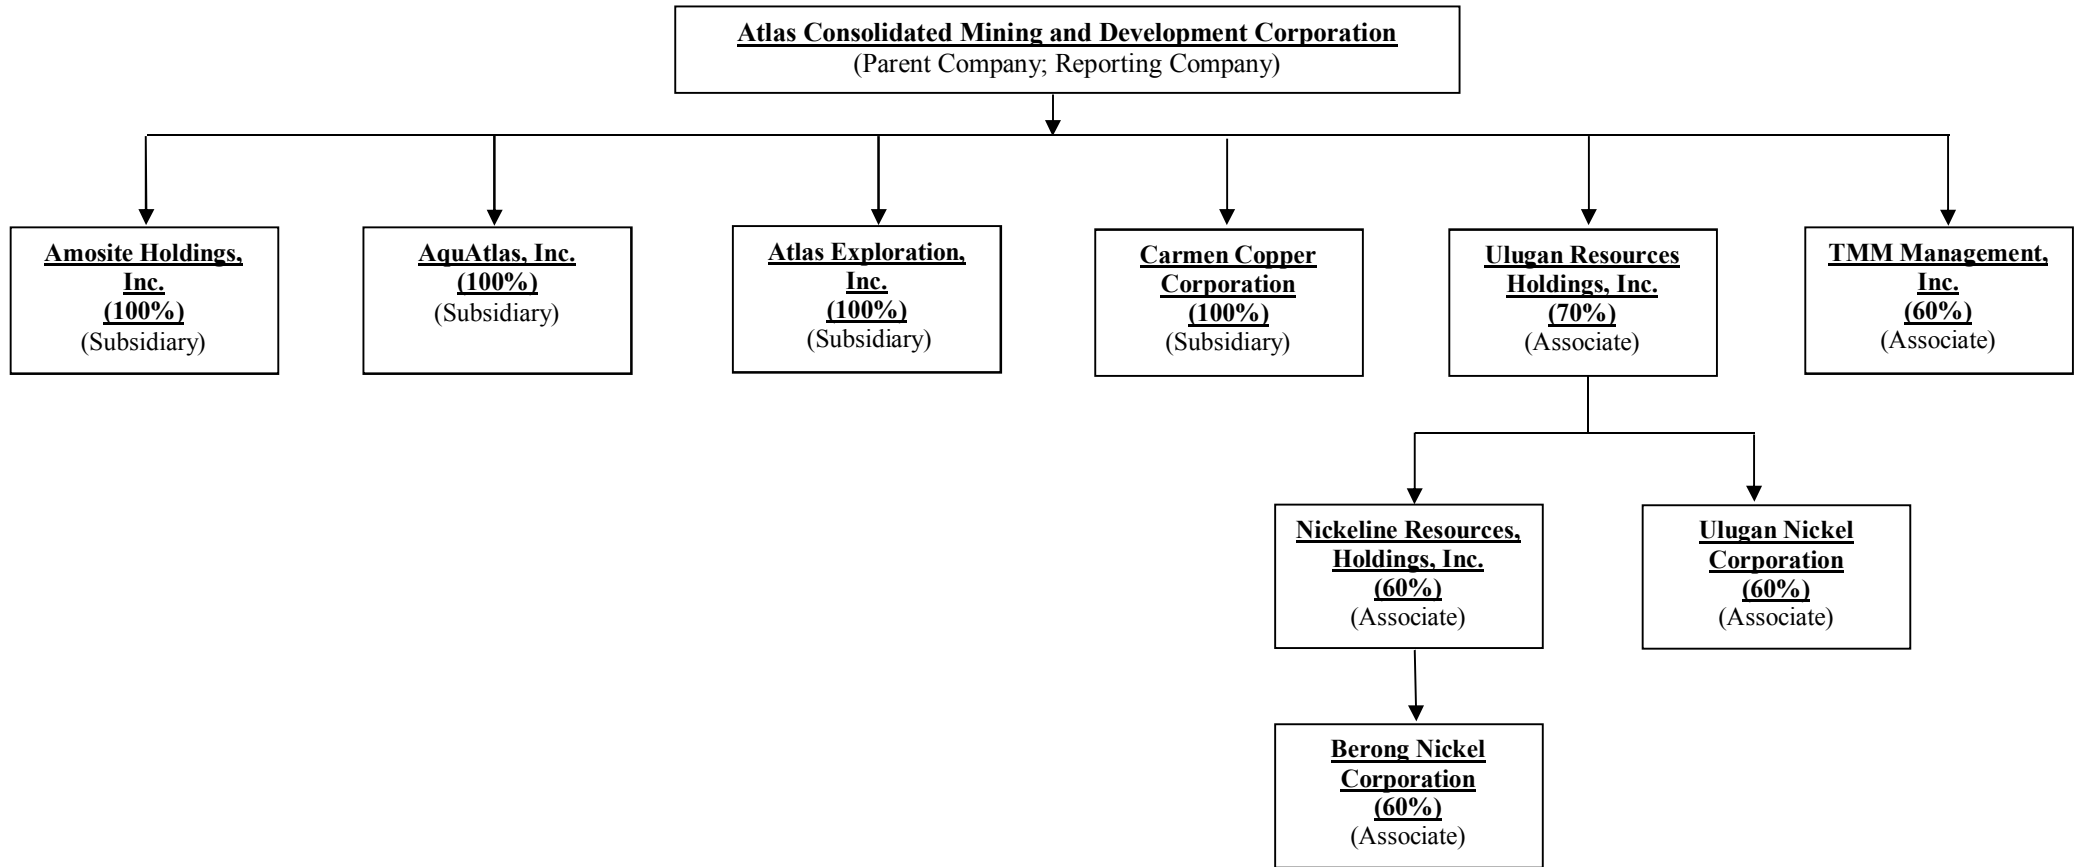 Atlas Consolidated Mining and Development Corporation
(Parent Company; Reporting Company)
Amosite Holdings,
Inc.
(100%)
(Subsidiary)
AquAtlas, Inc.
(100%)
(Subsidiary)
Atlas Exploration,
Inc.
(100%)
(Subsidiary)
Carmen Copper
Corporation
(100%)
(Subsidiary)
Ulugan Resources
Holdings, Inc.
(70%)
(Associate)
TMM Management,
Inc.
(60%)
(Associate)
Nickeline Resources,
Holdings, Inc.
(60%)
(Associate)
Ulugan Nickel
Corporation
(60%)
(Associate)
Berong Nickel
Corporation
(60%)
(Associate)